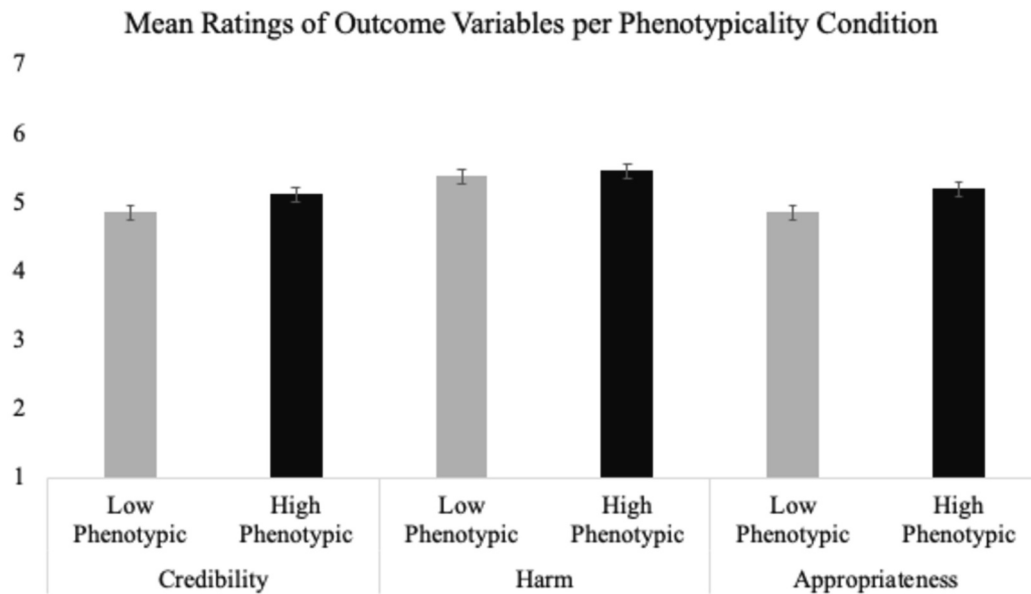 Mean Ratings of Outcome Variables per Phenotypicality Condition
7
6
5
4
3
2
1
Low
Phenotypic
High
Phenotypic
Low
Phenotypic
High
Phenotypic
Low
Phenotypic
High
Phenotypic
Credibility
Harm
Appropriateness